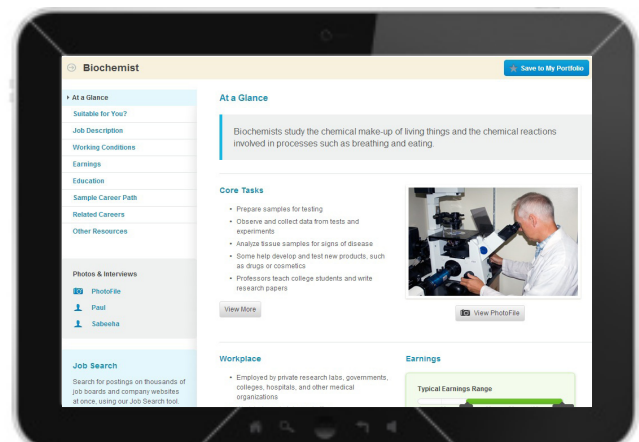 Biochemist
Save to My Portfolio
At a Glance
Suitable for You?
Job Description
Working Conditions
Earnings
Education
Sample Career Path
Related Careers
Other Resources
Photos & Interviews
PhotoFile
Paul
Sabeeha
Job Search
Search for postings on thousands of
job boards and company websites
at once, using our Job Search tool.
At a Glance
Biochemists study the chemical make-up of living things and the chemical reactions
involved in processes such as breathing and eating.
Core Tasks
• Prepare samples for testing
• Observe and collect data from tests and
experiments
• Analyze tissue samples for signs of disease
• Some help develop and test new products, such
as drugs or cosmetics
• Professors teach college students and write
research papers
View More
View PhotoFile
Workplace
• Employed by private research labs, governments,
colleges, hospitals, and other medical
organizations
Earnings
Typical Earnings Range